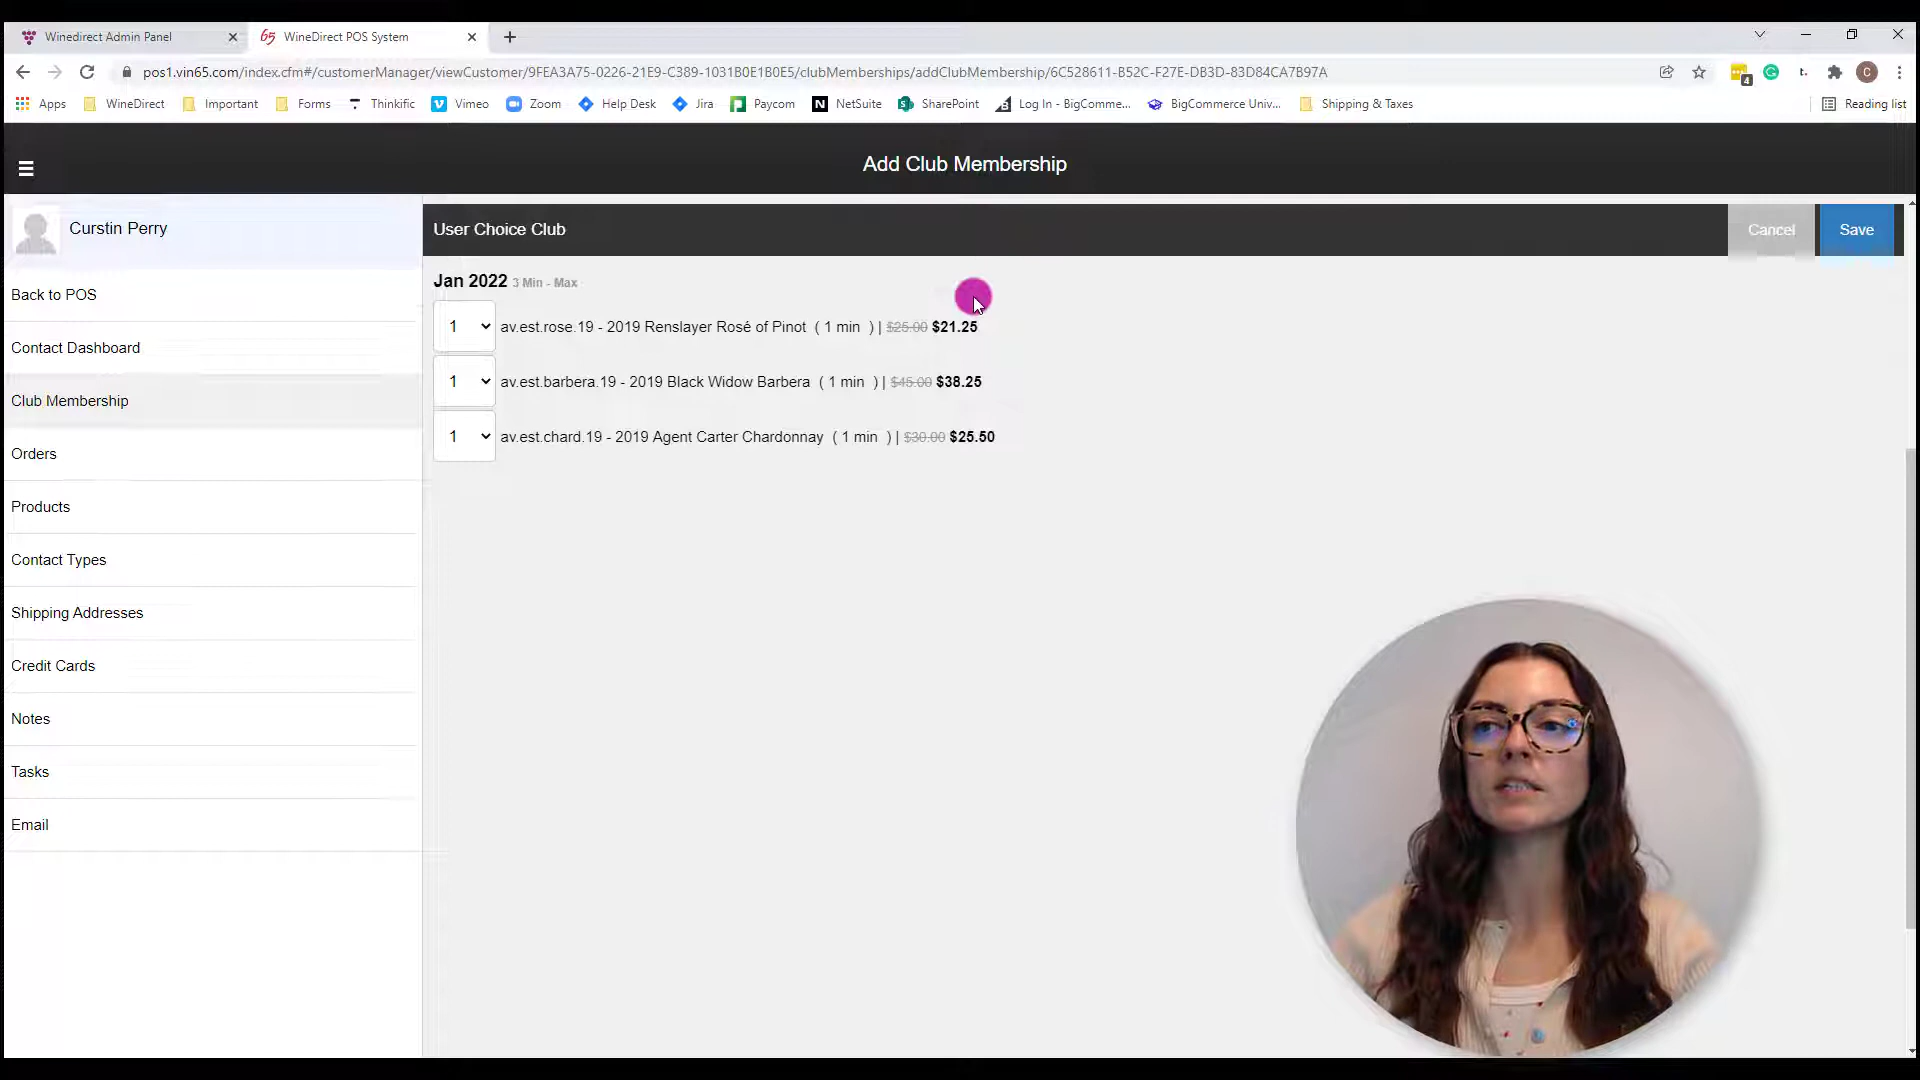 Winedirect Admin Panel
WineDirect POS System
pos1.vin65.com/index.cfm#/customerManager/viewCustomer/9FEA3A75-0226-21E9-C389-1031B0E1B0E5/clubMemberships/addClubMembership/6C528611-B52C-F27E-DB3D-83D84CA7B97A
4
C
Apps WineDirect Important Forms Thinkific Vimeo Zoom Help Desk Jira Paycom NetSuite SharePoint Log In - BigComme... BigCommerce Univ... Shipping & Taxes Reading list
Add Club Membership
Curstin Perry
Back to POS
Contact Dashboard
Club Membership
Orders
Products
Contact Types
Shipping Addresses
Credit Cards
Notes
Tasks
Email
User Choice Club
Cancel
Save
Jan 2022 3 Min - Max
1 av.est.rose.19 - 2019 Renslayer Rosé of Pinot ( 1 min ) | $25.00 $21.25
1 av.est.barbera.19 - 2019 Black Widow Barbera ( 1 min ) | $45.00 $38.25
1 av.est.chard.19 - 2019 Agent Carter Chardonnay ( 1 min ) | $30.00 $25.50